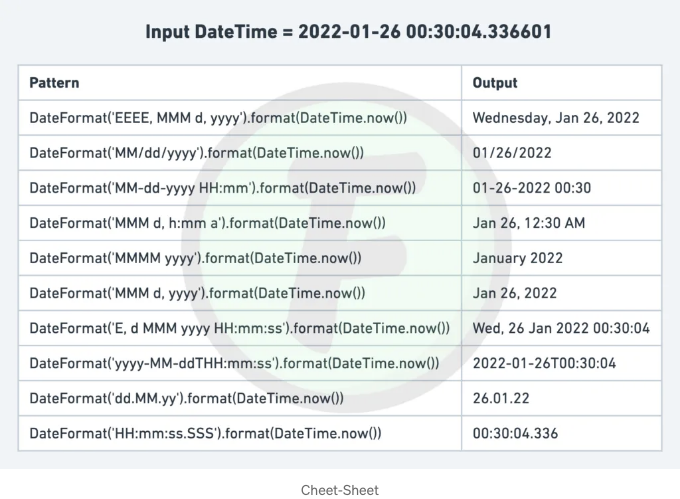 Input DateTime = 2022-01-26 00:30:04.336601
Pattern Output
DateFormat('EEEE, MMM d, yyyy').format(DateTime.now()) Wednesday, Jan 26, 2022
DateFormat('MM/dd/yyyy').format(DateTime.now()) 01/26/2022
DateFormat('MM-dd-yyyy HH:mm').format(DateTime.now()) 01-26-2022 00:30
DateFormat('MMM d, h:mm a').format(DateTime.now()) Jan 26, 12:30 AM
DateFormat('MMMM yyyy').format(DateTime.now()) January 2022
DateFormat('MMM d, yyyy').format(DateTime.now()) Jan 26, 2022
DateFormat('E, d MMM yyyy HH:mm:ss').format(DateTime.now()) Wed, 26 Jan 2022 00:30:04
DateFormat('yyyy-MM-ddTHH:mm:ss').format(DateTime.now()) 2022-01-26T00:30:04
DateFormat('dd.MM.yy').format(DateTime.now()) 26.01.22
DateFormat('HH:mm:ss.SSS').format(DateTime.now()) 00:30:04.336
Cheet-Sheet